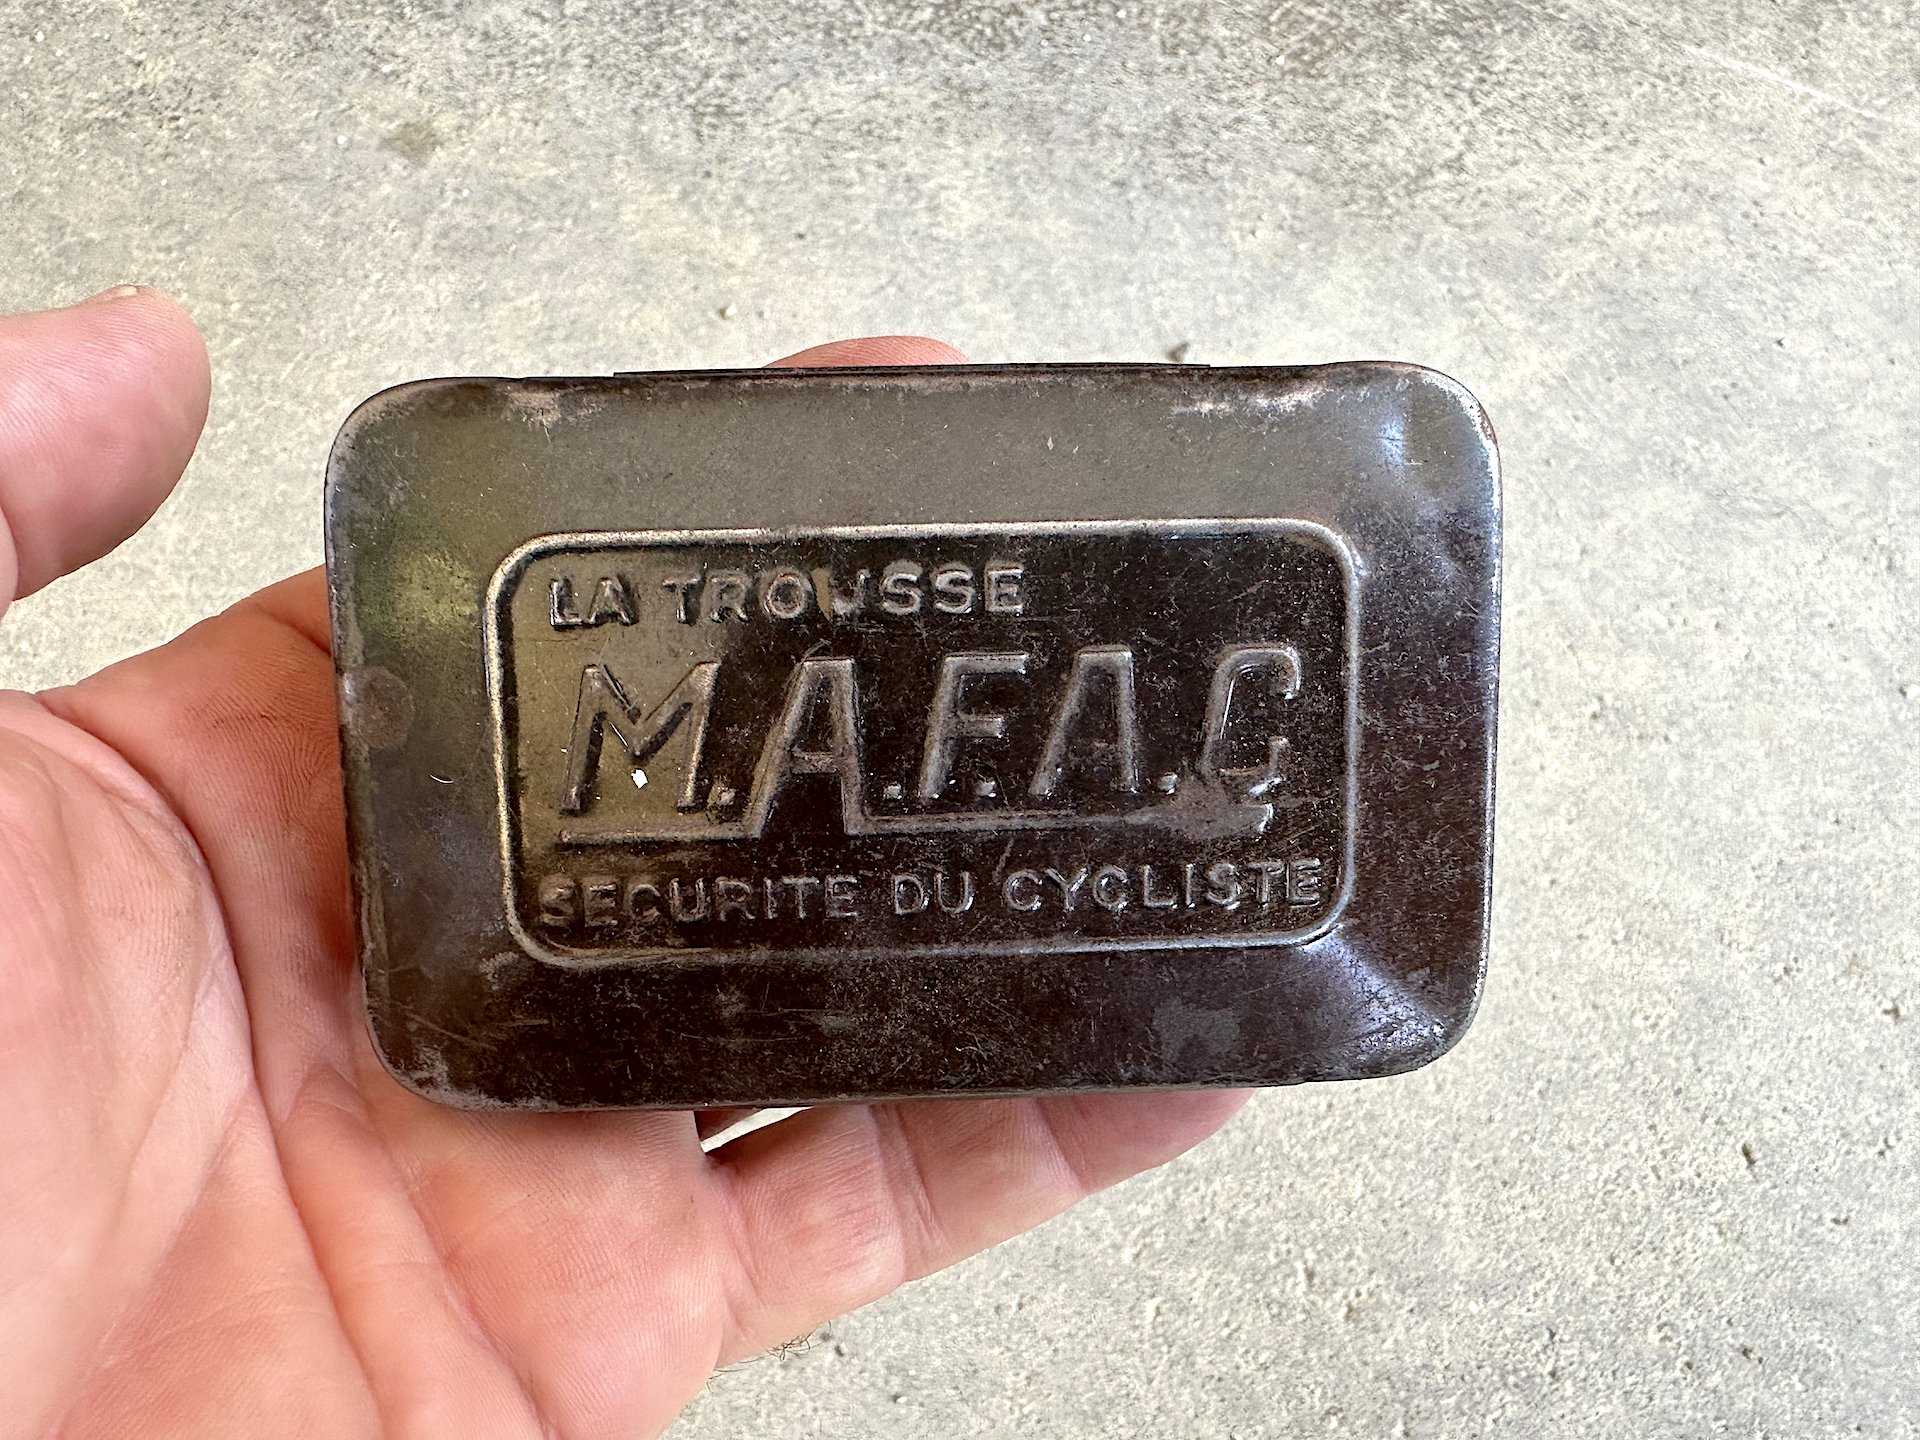 LA TROUSSE
M.A.F.A.C
SECURITE DU CYCLISTE